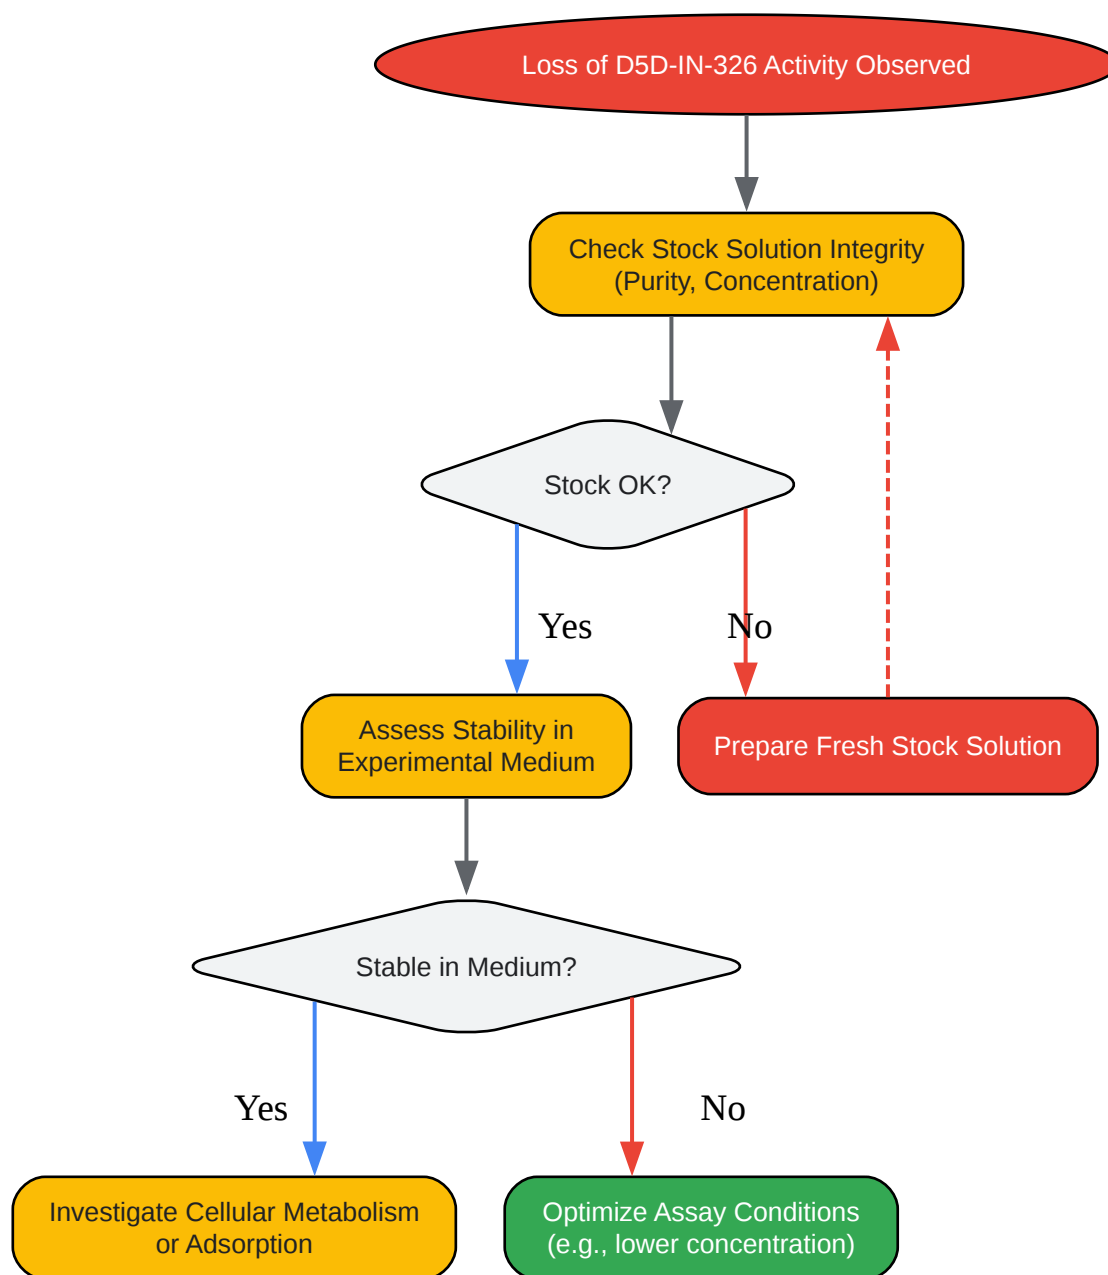 Loss of D5D-IN-326 Activity Observed
Check Stock Solution Integrity
(Purity, Concentration)
Stock OK?
Yes
No
Assess Stability in
Experimental Medium
Prepare Fresh Stock Solution
Stable in Medium?
Yes
No
Investigate Cellular Metabolism
or Adsorption
Optimize Assay Conditions
(e.g., lower concentration)